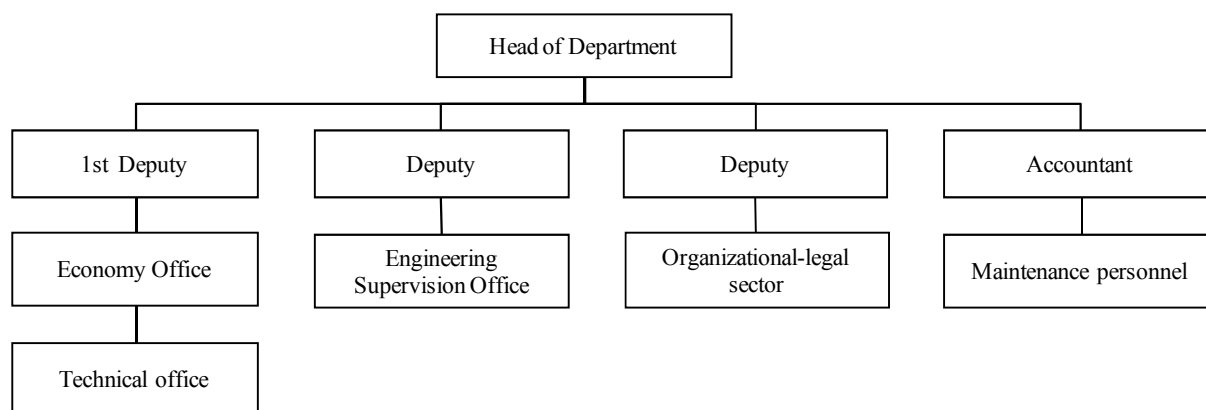 Head of Department
1st Deputy
Deputy
Deputy
Accountant
Economy Office
Engineering
Supervision Office
Organizational-legal
sector
Maintenance personnel
Technical office